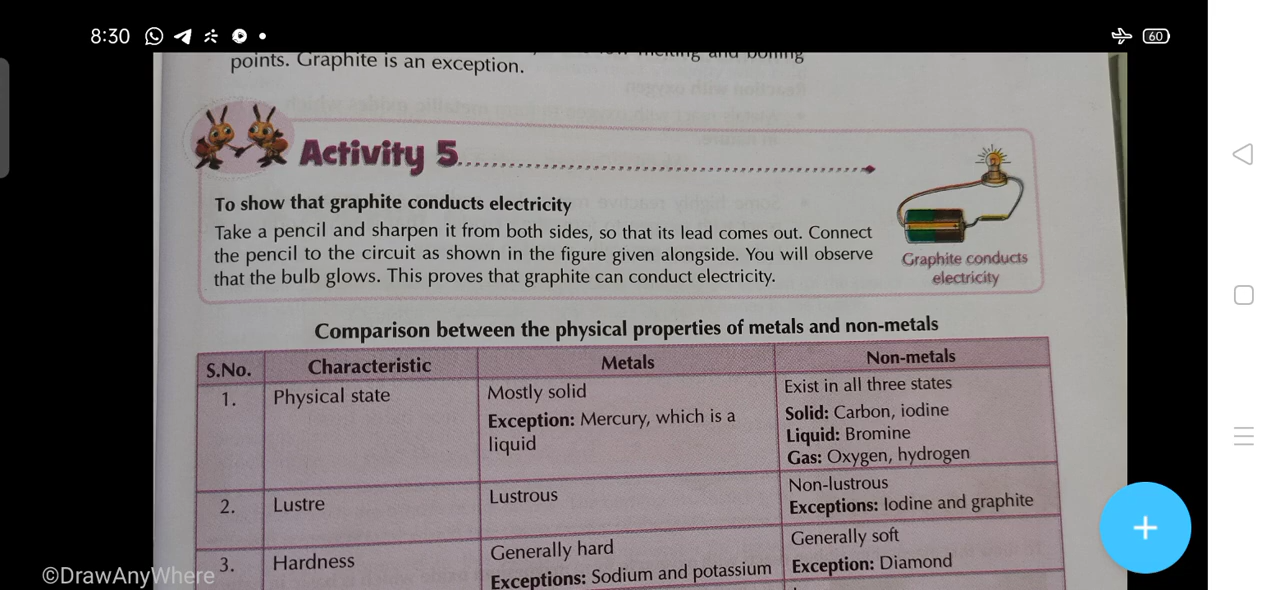 8:30
60
points. Graphite is an exception.
melting and boiling
Activity 5
To show that graphite conducts electricity
Take a pencil and sharpen it from both sides, so that its lead comes out. Connect
the pencil to the circuit as shown in the figure given alongside. You will observe
that the bulb glows. This proves that graphite can conduct electricity.
Graphite conducts
electricity
Comparison between the physical properties of metals and non-metals
S.No. Characteristic Metals Non-metals
1. Physical state Mostly solid Exist in all three states
Exception: Mercury, which is a Solid: Carbon, iodine
liquid Liquid: Bromine
Gas: Oxygen, hydrogen
2. Lustre Lustrous Non-lustrous
Exceptions: Iodine and graphite
3. Hardness Generally hard Generally soft
Exceptions: Sodium and potassium Exception: Diamond
©DrawAnyWhere